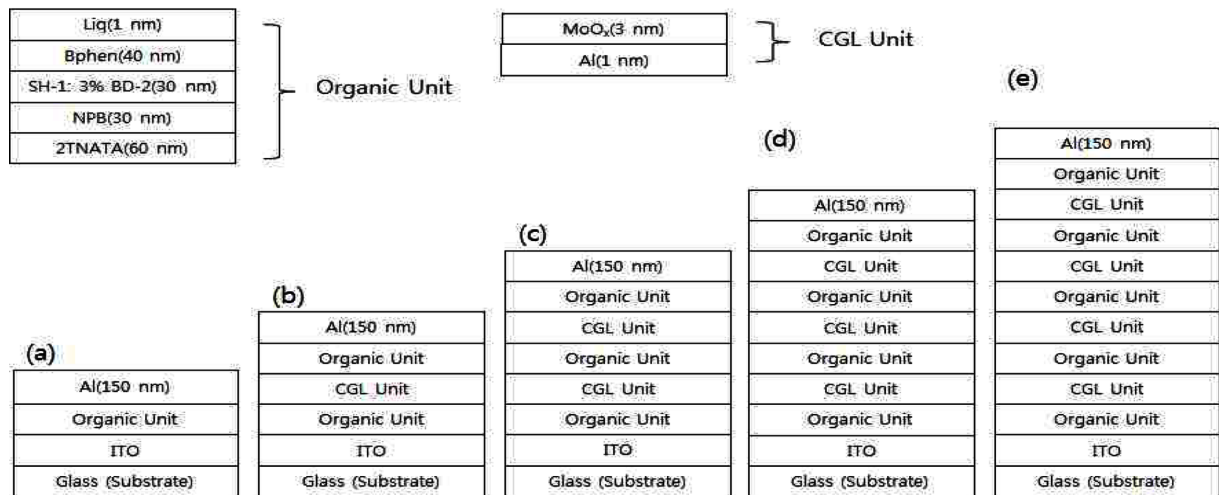 Liq(1 nm)
Bphen(40 nm)
SH-1: 3% BD-2(30 nm)
NPB(30 nm)
2TNATA(60 nm)
Organic Unit
MoOₓ(3 nm)
Al(1 nm)
CGL Unit
(a)
Al(150 nm)
Organic Unit
ITO
Glass (Substrate)
(b)
Al(150 nm)
Organic Unit
CGL Unit
Organic Unit
ITO
Glass (Substrate)
(c)
Al(150 nm)
Organic Unit
CGL Unit
Organic Unit
CGL Unit
Organic Unit
ITO
Glass (Substrate)
(d)
Al(150 nm)
Organic Unit
CGL Unit
Organic Unit
CGL Unit
Organic Unit
CGL Unit
Organic Unit
ITO
Glass (Substrate)
(e)
Al(150 nm)
Organic Unit
CGL Unit
Organic Unit
CGL Unit
Organic Unit
CGL Unit
Organic Unit
CGL Unit
Organic Unit
ITO
Glass (Substrate)